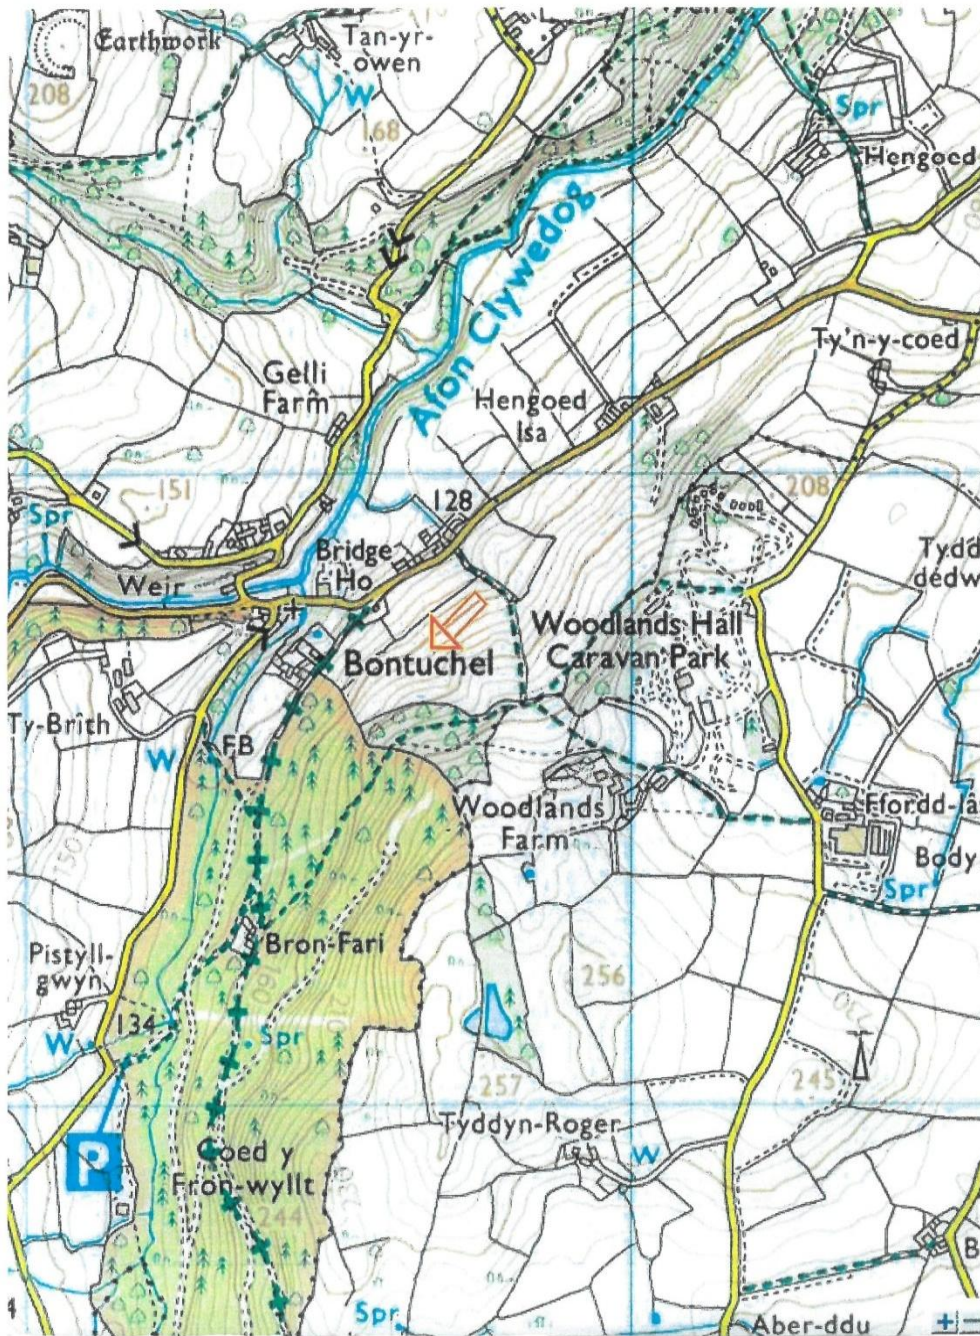 Earthwork
Tan-yr-
owen
208
W
168
Spr
Hengoed
Afon Clywedog
Ty'n-y-coed
Gelli
Farm
Hengoed
Isa
151
128
208
Spr
Bridge
Ho
Weir
Tydd
dedw
Woodlands Hall
Caravan Park
Bontuchel
Ty-Brith
W
FB
150
Woodlands
Farm
Ffordd-la
Body
Spr
Bron-Fari
Pistyll-
gwyn
160
256
220
134
W
Spr
257
245
P
Tyddyn-Roger
W
Coed y
Fron-wyllt
244
B
Spr
Aber-ddu